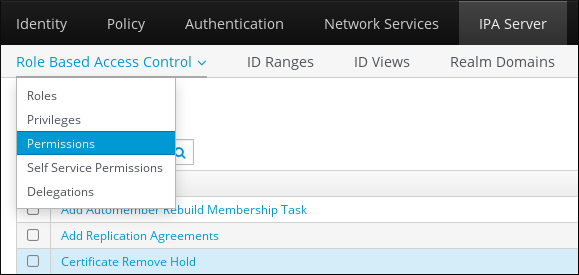 Identity Policy Authentication Network Services IPA Server
Role Based Access Control ID Ranges ID Views Realm Domains
Roles
Privileges
Permissions
Self Service Permissions
Delegations
Add Automember Rebuild Membership Task
Add Replication Agreements
Certificate Remove Hold